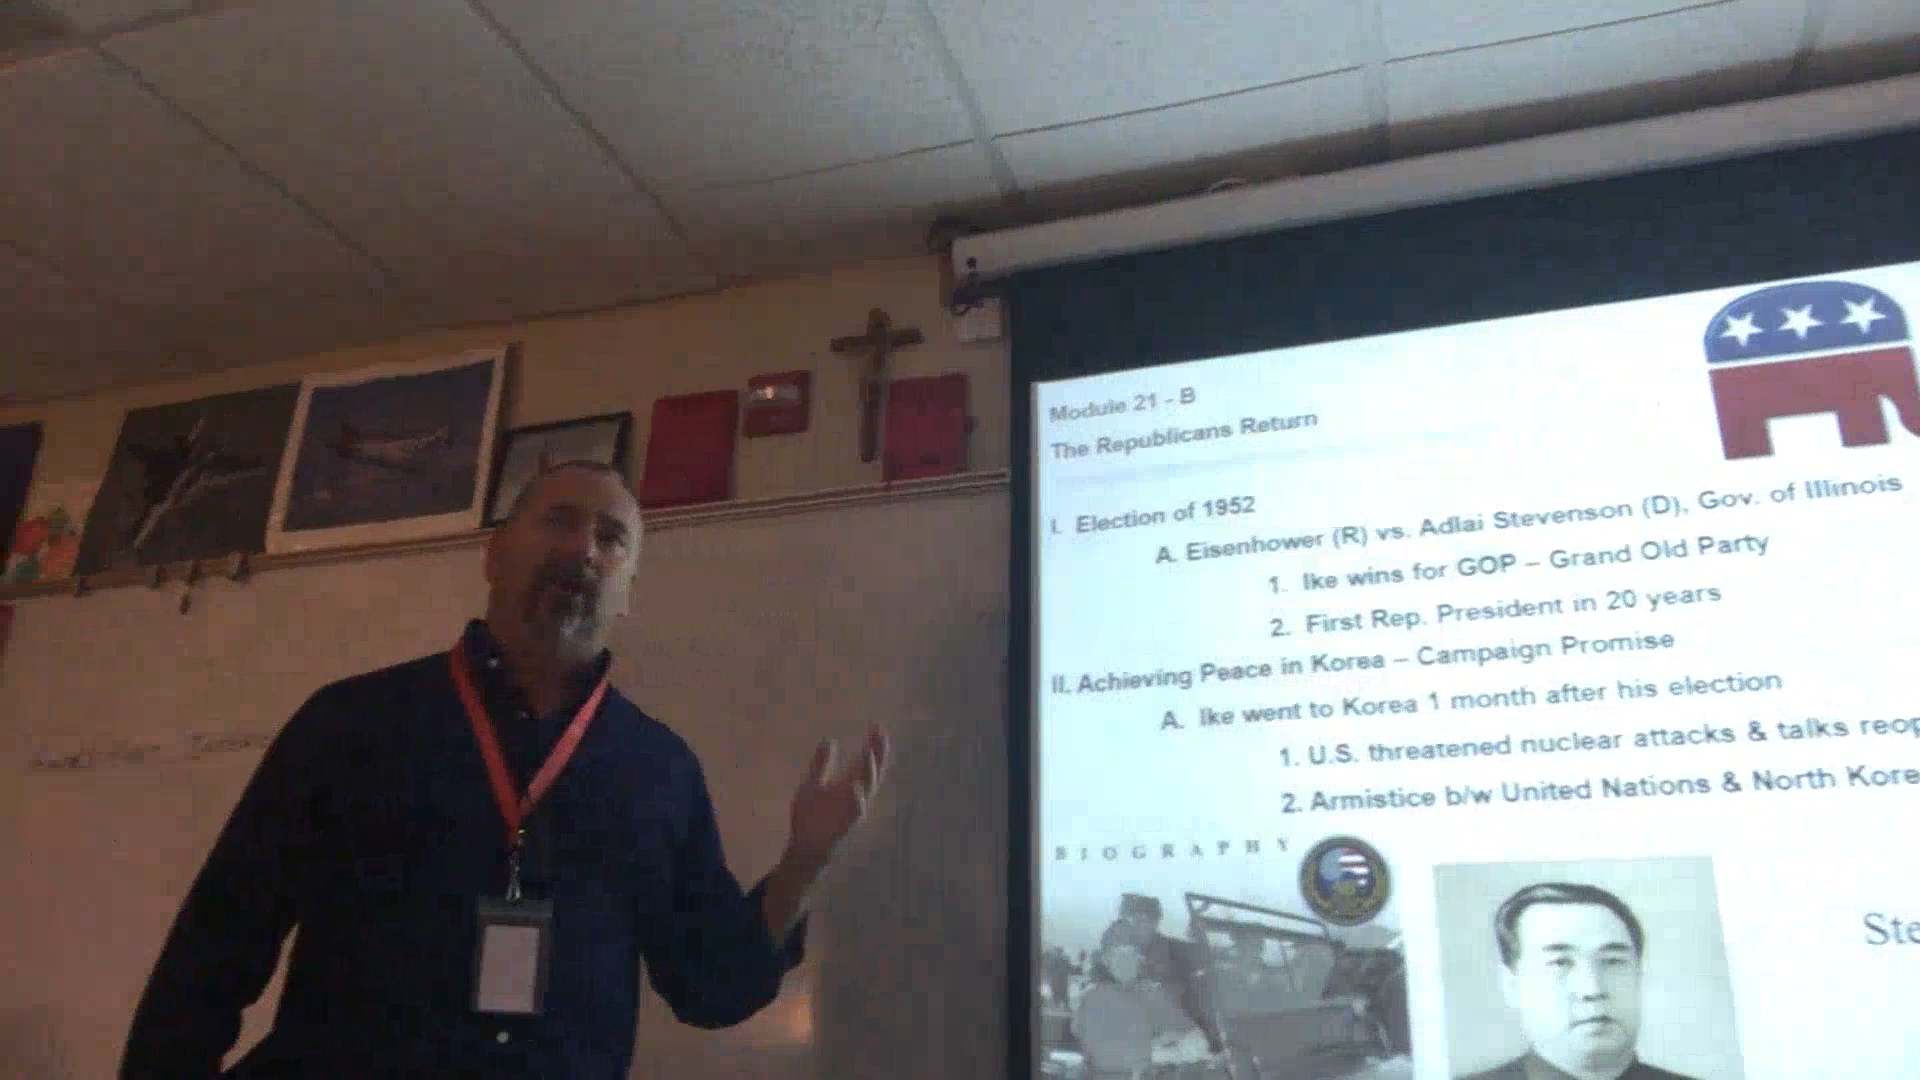 Module 21 - B
The Republicans Return
I. Election of 1952
A. Eisenhower (R) vs. Adlai Stevenson (D), Gov. of Illinois
1. Ike wins for GOP – Grand Old Party
2. First Rep. President in 20 years
II. Achieving Peace in Korea – Campaign Promise
A. Ike went to Korea 1 month after his election
1. U.S. threatened nuclear attacks & talks reop
2. Armistice b/w United Nations & North Kore
BIOGRAPHY
Ste